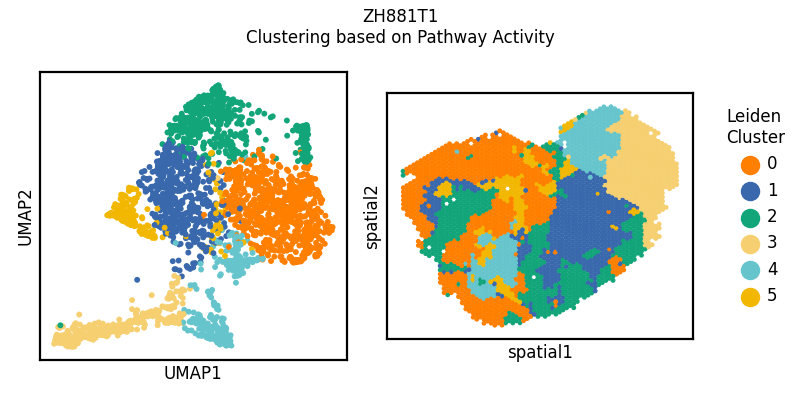 ZH881T1
Clustering based on Pathway Activity
UMAP2
UMAP1
spatial2
spatial1
Leiden
Cluster
0
1
2
3
4
5